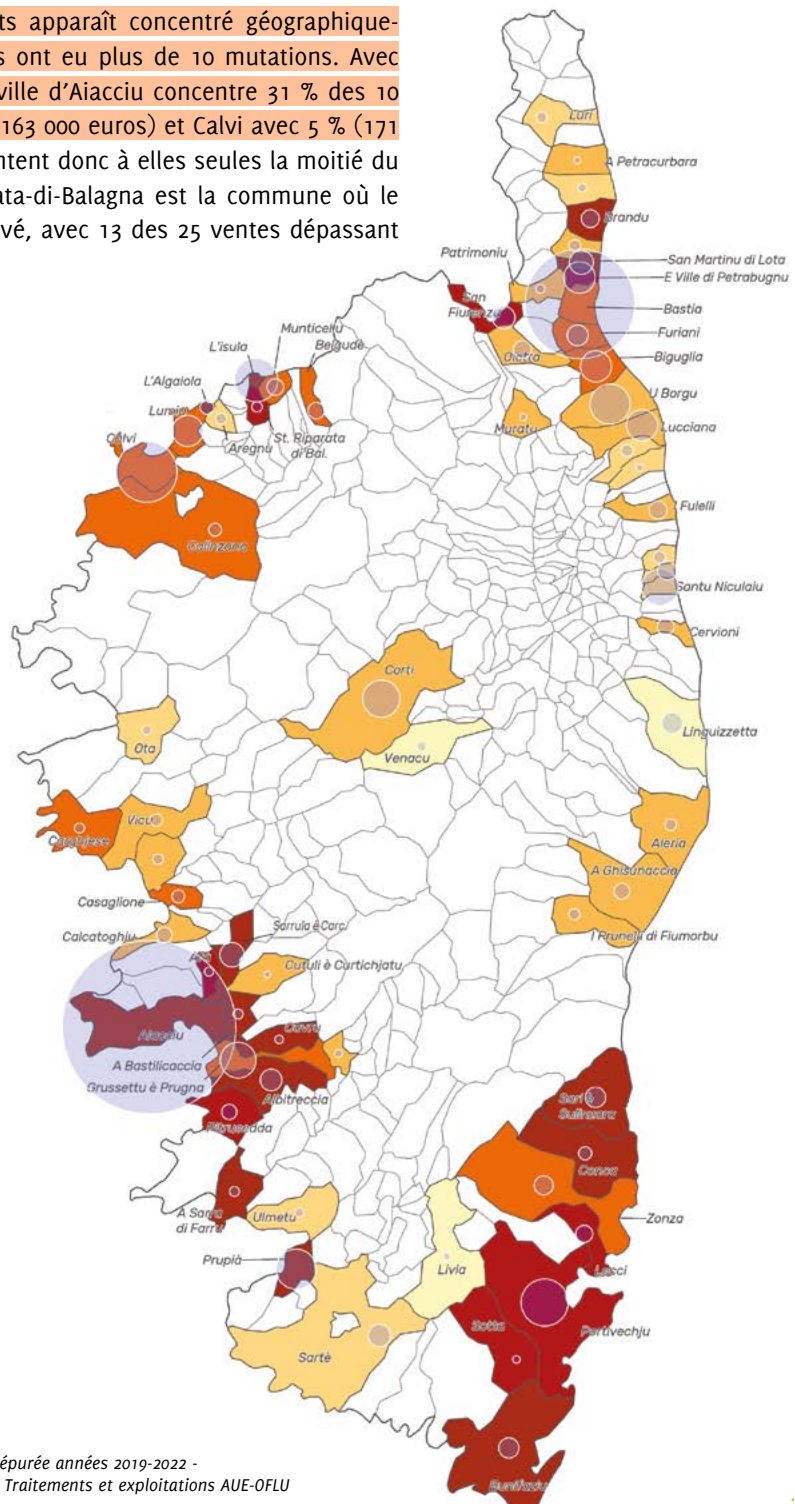 ts apparaît concentré géographique-
s ont eu plus de 10 mutations. Avec
ville d'Aiacciu concentre 31 % des 10
163 000 euros) et Calvi avec 5 % (171
ntent donc à elles seules la moitié du
ata-di-Balagna est la commune où le
vé, avec 13 des 25 ventes dépassant
Luri
A Petracurbara
Brandu
Patrimoniu
San Martinu di Lota
E Ville di Petrabugnu
San
Fiurenzu
Bastia
Munticellu
Furiani
L'isula
Belgudè
Oletta
Biguglia
L'Algaiola
U Borgu
Lumiu
Muratu
Lucciana
Calvi
Aregnu
St. Riparata
di Bal.
I Fulelli
Callazana
Santu Niculaiu
Cervioni
Corti
Linguizzetta
Ota
Venacu
Vicu
Carghjese
Aleria
A Ghisunaccia
Casaglione
Calcatoghju
Sarrula è Carc.
I Prunelli di Fiumorbu
Cutuli è Curtichjatu
Aiacciu
Cavru
A Bastilicaccia
Grussettu è Prugna
Albitreccia
Sari è
Sulinzara
Pitrusedda
Conca
A Sarra
di Farru
Ulmetu
Zonza
Prupià
Livia
Lecci
Sotta
Portivechju
Sartè
Bunifaziu
épurée années 2019-2022 -
Traitements et exploitations AUE-OFLU